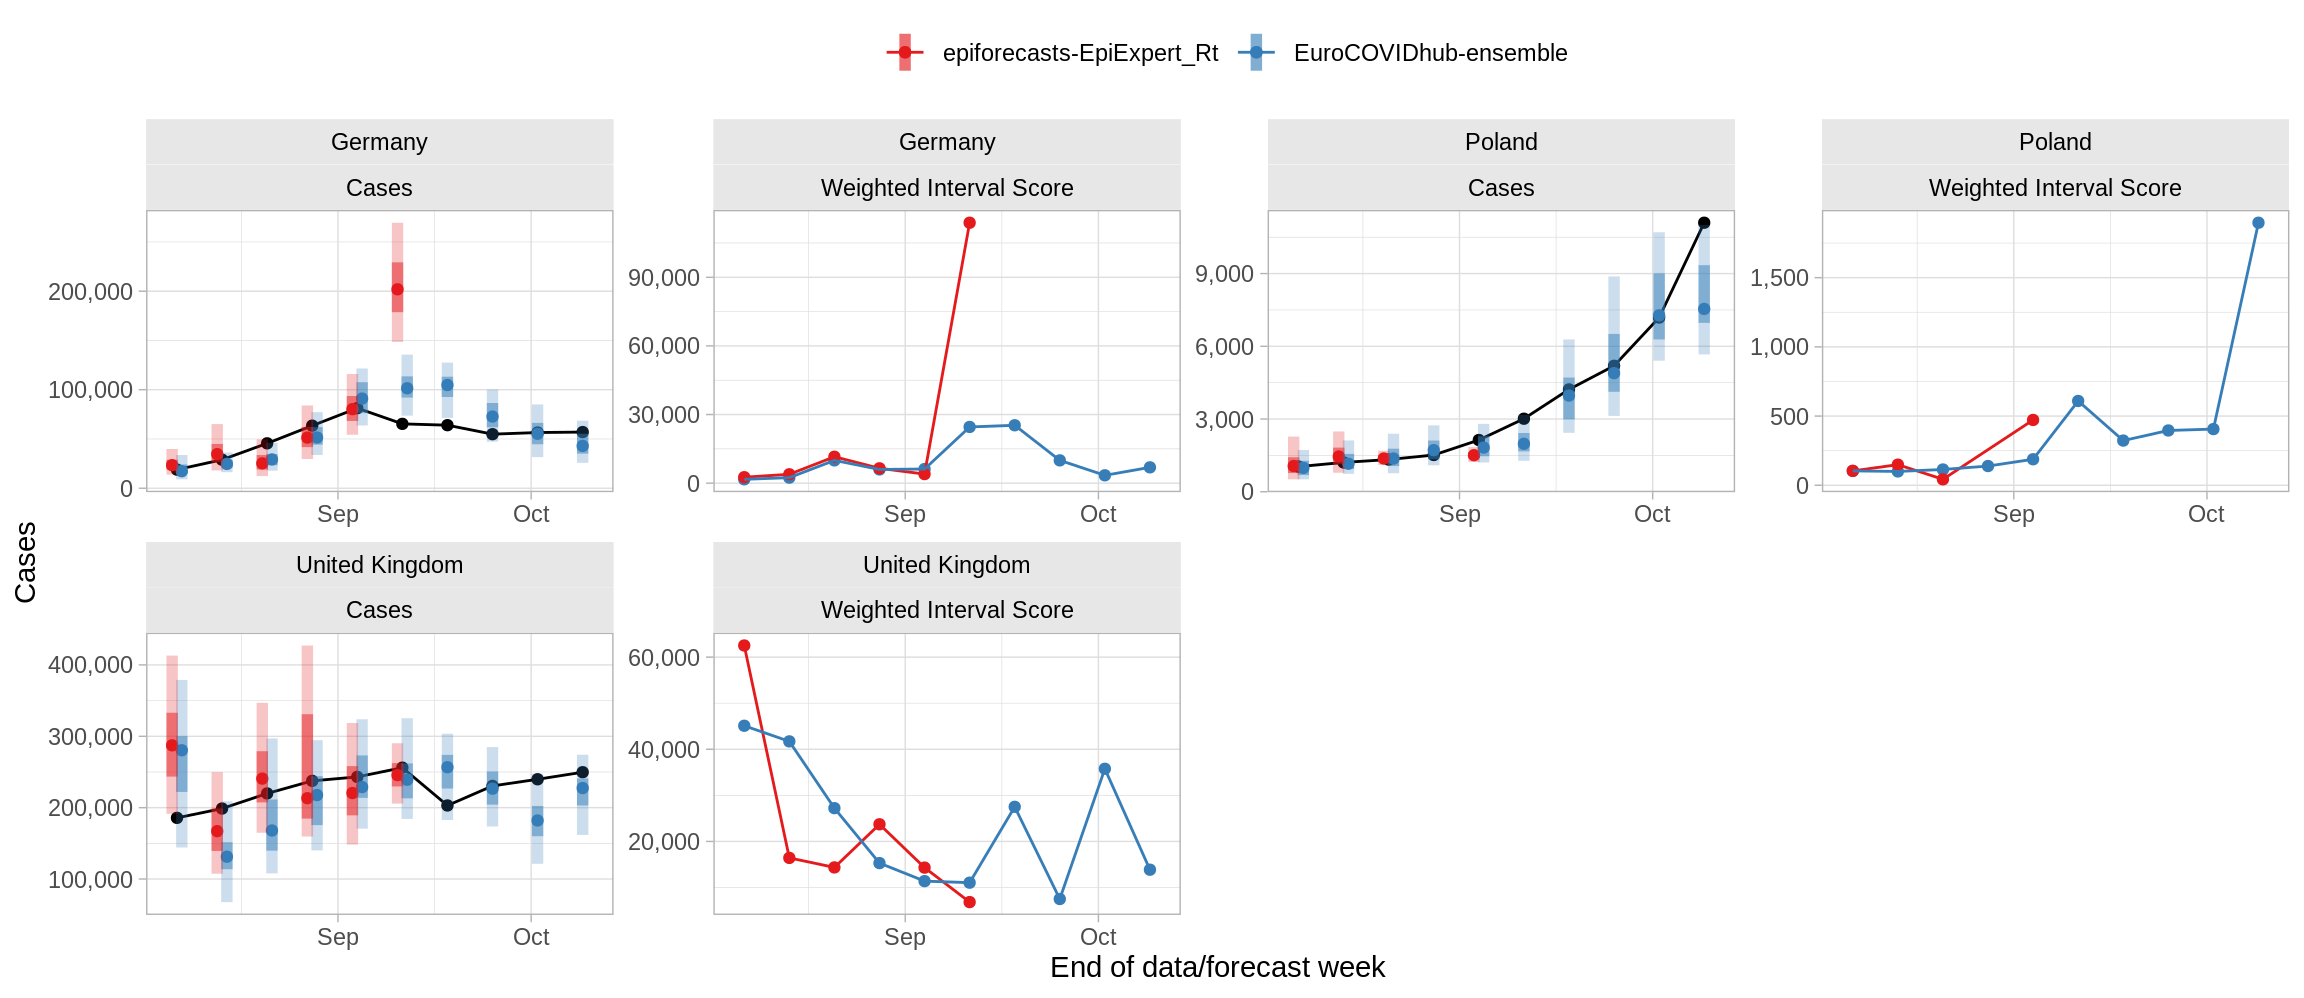 epiforecasts-EpiExpert_Rt EuroCOVIDhub-ensemble
Germany
Cases
200,000
100,000
0
Sep Oct
Germany
Weighted Interval Score
90,000
60,000
30,000
0
Sep Oct
Poland
Cases
9,000
6,000
3,000
0
Sep Oct
Poland
Weighted Interval Score
1,500
1,000
500
0
Sep Oct
Cases
United Kingdom
Cases
400,000
300,000
200,000
100,000
Sep Oct
United Kingdom
Weighted Interval Score
60,000
40,000
20,000
Sep Oct
End of data/forecast week